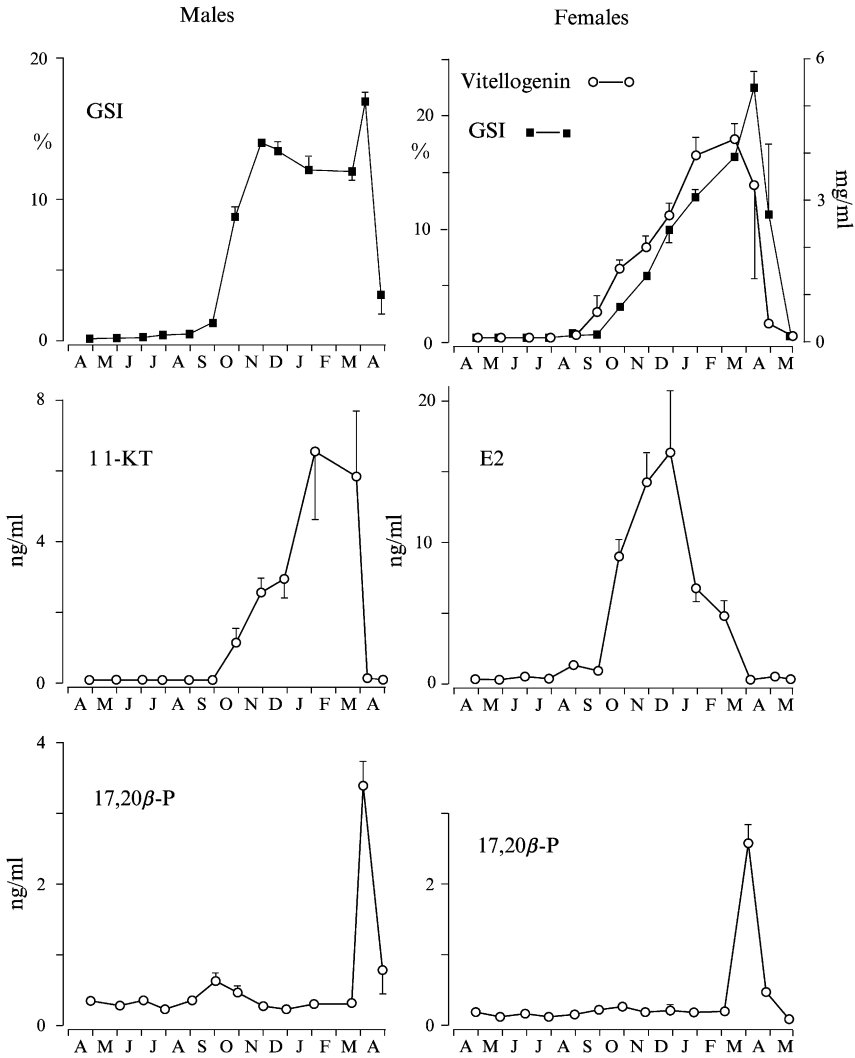 Males
Females
20
GSI
%
10
0
A M J J A S O N D J F M A
Vitellogenin
GSI
20
%
10
0
6
3
0
mg/ml
A M J J A S O N D J F M A M
8
11-KT
ng/ml
4
0
A M J J A S O N D J F M A
20
E2
ng/ml
10
0
A M J J A S O N D J F M A M
4
17,20β-P
ng/ml
2
0
A M J J A S O N D J F M A
17,20β-P
2
0
A M J J A S O N D J F M A M